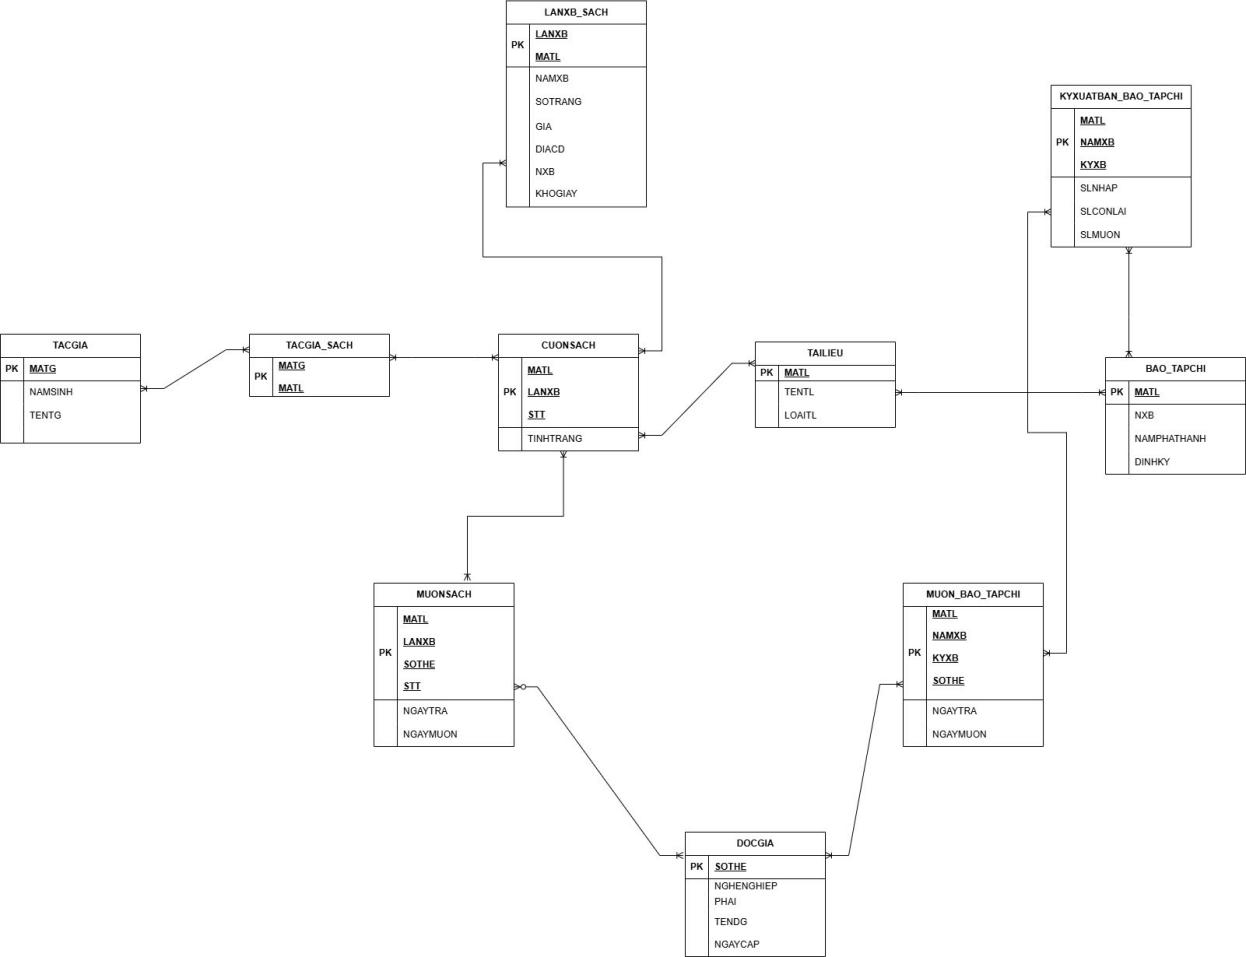 LANXB_SACH
PK
LANXB
MATL
NAMXB
SOTRANG
GIA
DIACD
NXB
KHOGIAY
KYXUATBAN_BAO_TAPCHI
PK
MATL
NAMXB
KYXB
SLNHAP
SLCONLAI
SLMUON
TACGIA
PK
MATG
NAMSINH
TENTG
TACGIA_SACH
PK
MATG
MATL
CUONSACH
PK
MATL
LANXB
STT
TINHTRANG
TAILIEU
PK
MATL
TENTL
LOAITL
BAO_TAPCHI
PK
MATL
NXB
NAMPHATHANH
DINHKY
MUONSACH
PK
MATL
LANXB
SOTHE
STT
NGAYTRA
NGAYMUON
MUON_BAO_TAPCHI
PK
MATL
NAMXB
KYXB
SOTHE
NGAYTRA
NGAYMUON
DOCGIA
PK
SOTHE
NGHENGHIEP
PHAI
TENDG
NGAYCAP